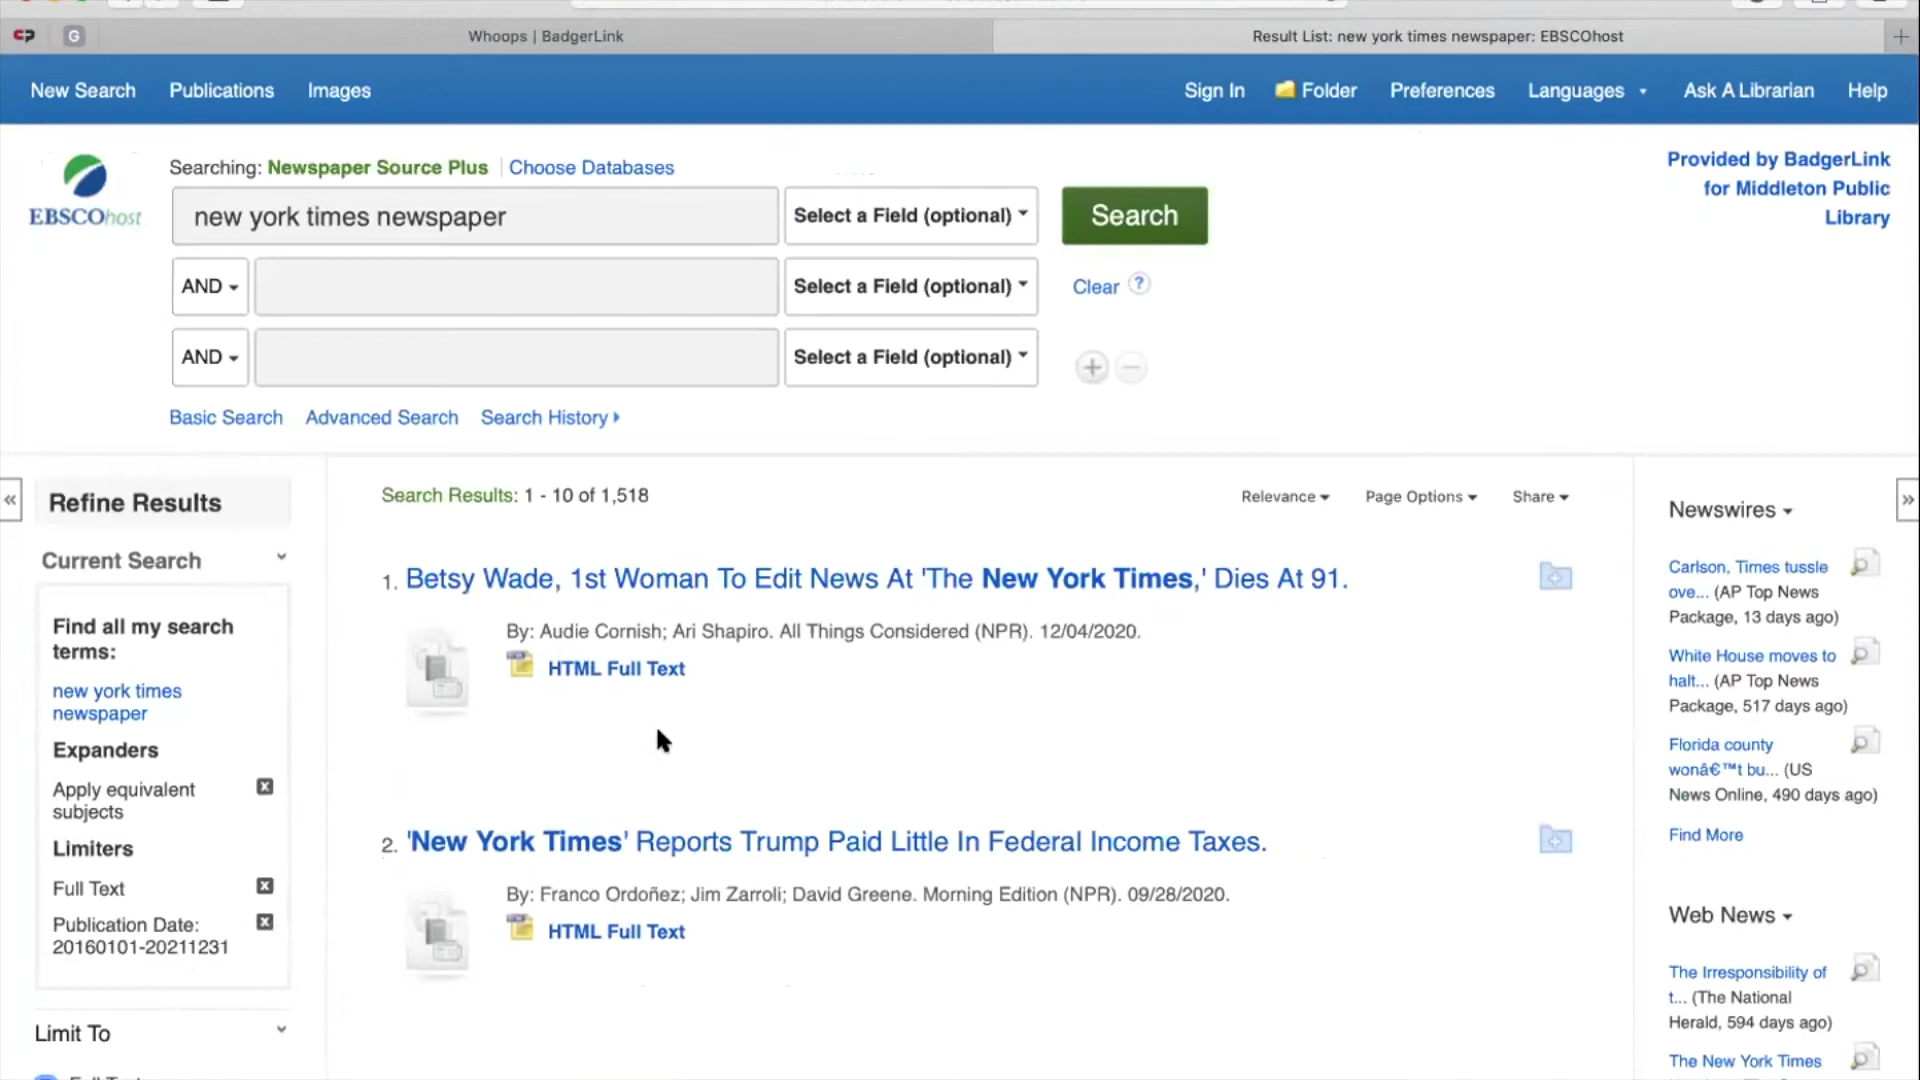 G
Whoops | BadgerLink
Result List: new york times newspaper: EBSCOhost
New Search Publications Images
Sign In Folder Preferences Languages Ask A Librarian Help
EBSCOhost
Searching: Newspaper Source Plus Choose Databases
Provided by BadgerLink
for Middleton Public
Library
new york times newspaper Select a Field (optional) Search
AND Select a Field (optional) Clear ?
AND Select a Field (optional)
Basic Search Advanced Search Search History
Refine Results
Current Search
Find all my search
terms:
new york times
newspaper
Expanders
Apply equivalent
subjects
Limiters
Full Text
Publication Date:
20160101-20211231
Limit To
Search Results: 1 - 10 of 1,518
Relevance Page Options Share
1. Betsy Wade, 1st Woman To Edit News At 'The New York Times,' Dies At 91.
By: Audie Cornish; Ari Shapiro. All Things Considered (NPR). 12/04/2020.
HTML Full Text
2. 'New York Times' Reports Trump Paid Little In Federal Income Taxes.
By: Franco Ordoñez; Jim Zarroli; David Greene. Morning Edition (NPR). 09/28/2020.
HTML Full Text
Newswires
Carlson, Times tussle
ove... (AP Top News
Package, 13 days ago)
White House moves to
halt... (AP Top News
Package, 517 days ago)
Florida county
wonâ€™t bu... (US
News Online, 490 days ago)
Find More
Web News
The Irresponsibility of
t... (The National
Herald, 594 days ago)
The New York Times